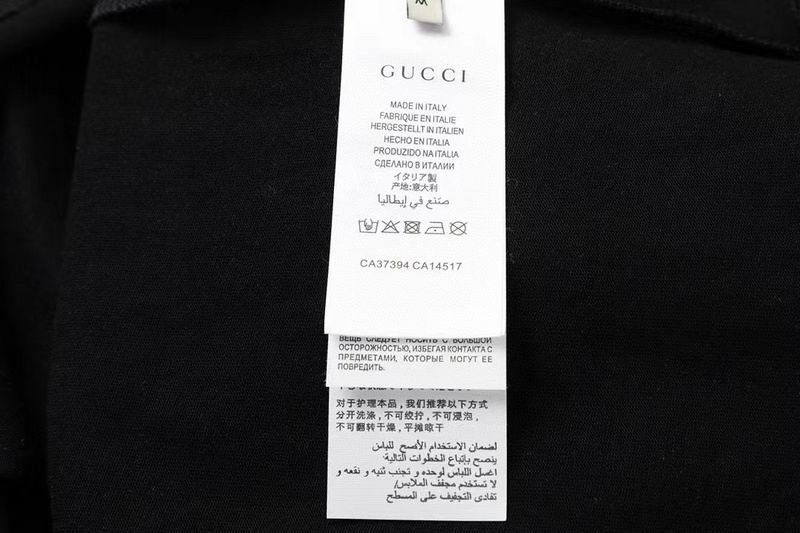 GUCCI
MADE IN ITALY
FABRIQUE EN ITALIE
HERGESTELLT IN ITALIEN
HECHO EN ITALIA
PRODUZIDO NA ITALIA
СДЕЛАНО В ИТАЛИИ
イタリア製
产地:意大利
صنع في إيطاليا
CA37394 CA14517
ВЕЩЬ СЛЕДУЕТ НОСИТЬ С БОЛЬШОЙ
ОСТОРОЖНОСТЬЮ, ИЗБЕГАЯ КОНТАКТА С
ПРЕДМЕТАМИ, КОТОРЫЕ МОГУТ ЕЕ
ПОВРЕДИТЬ.
对于护理本品，我们推荐以下方式
分开洗涤，不可绞拧，不可浸泡，
不可翻转干燥，平摊晾干
لضمان الاستخدام الأفصح للباس
ينصح بإتباع الخطوات التالية:
اغسل اللباس لوحده و تجنب ثنيه و نقعه و
لا تستخدم مجفف الملابس/
تفادى التجفيف على المسطح